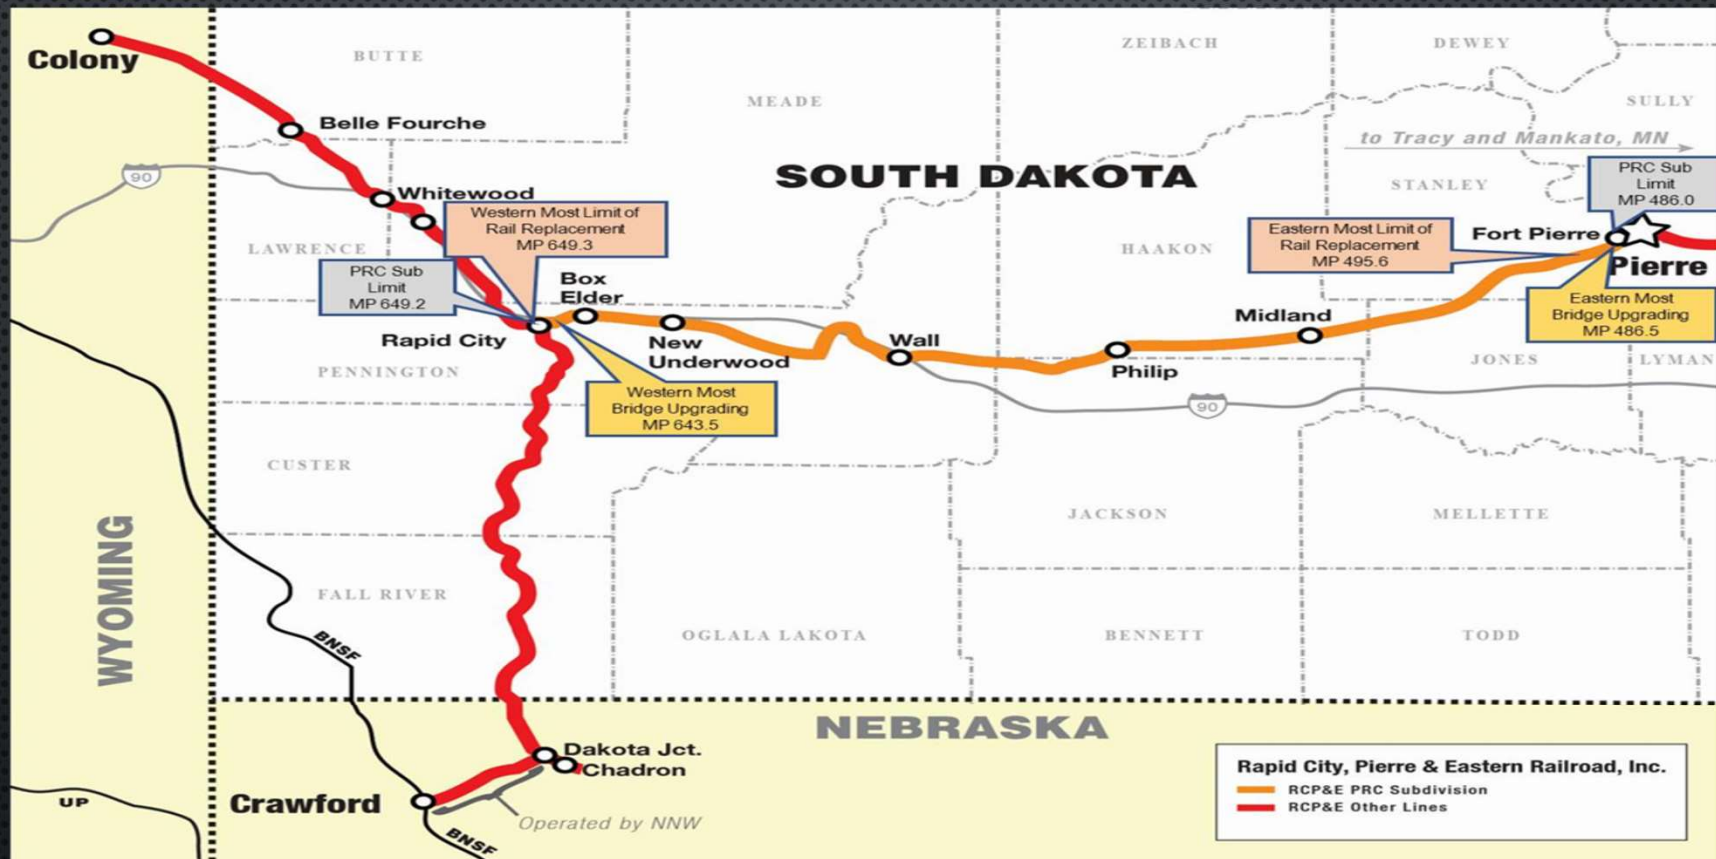 Colony
BUTTE
ZEIBACH
DEWEY
MEADE
SULLY
Belle Fourche
to Tracy and Mankato, MN
90
SOUTH DAKOTA
PRC Sub
Limit
MP 486.0
STANLEY
Whitewood
Western Most Limit of
Rail Replacement
MP 649.3
LAWRENCE
HAAKON
Eastern Most Limit of
Rail Replacement
MP 495.6
Fort Pierre
Pierre
PRC Sub
Limit
MP 649.2
Box
Elder
Eastern Most
Bridge Upgrading
MP 486.5
Rapid City
New
Underwood
Wall
Midland
Philip
JONES
LYMAN
PENNINGTON
Western Most
Bridge Upgrading
MP 643.5
90
CUSTER
JACKSON
MELLETTE
WYOMING
FALL RIVER
OGLALA LAKOTA
BENNETT
TODD
BNSF
NEBRASKA
Dakota Jct.
Chadron
Crawford
UP
Operated by NNW
BNSF
Rapid City, Pierre & Eastern Railroad, Inc.
RCP&E PRC Subdivision
RCP&E Other Lines